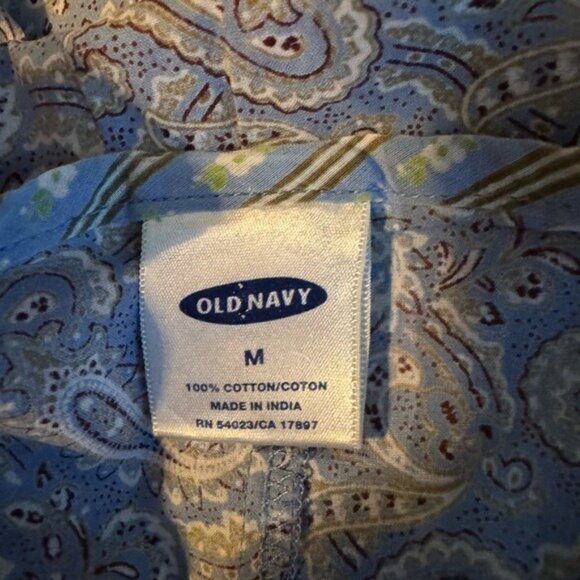 OLD NAVY
M
100% COTTON/COTON
MADE IN INDIA
RN 54023/CA 17897